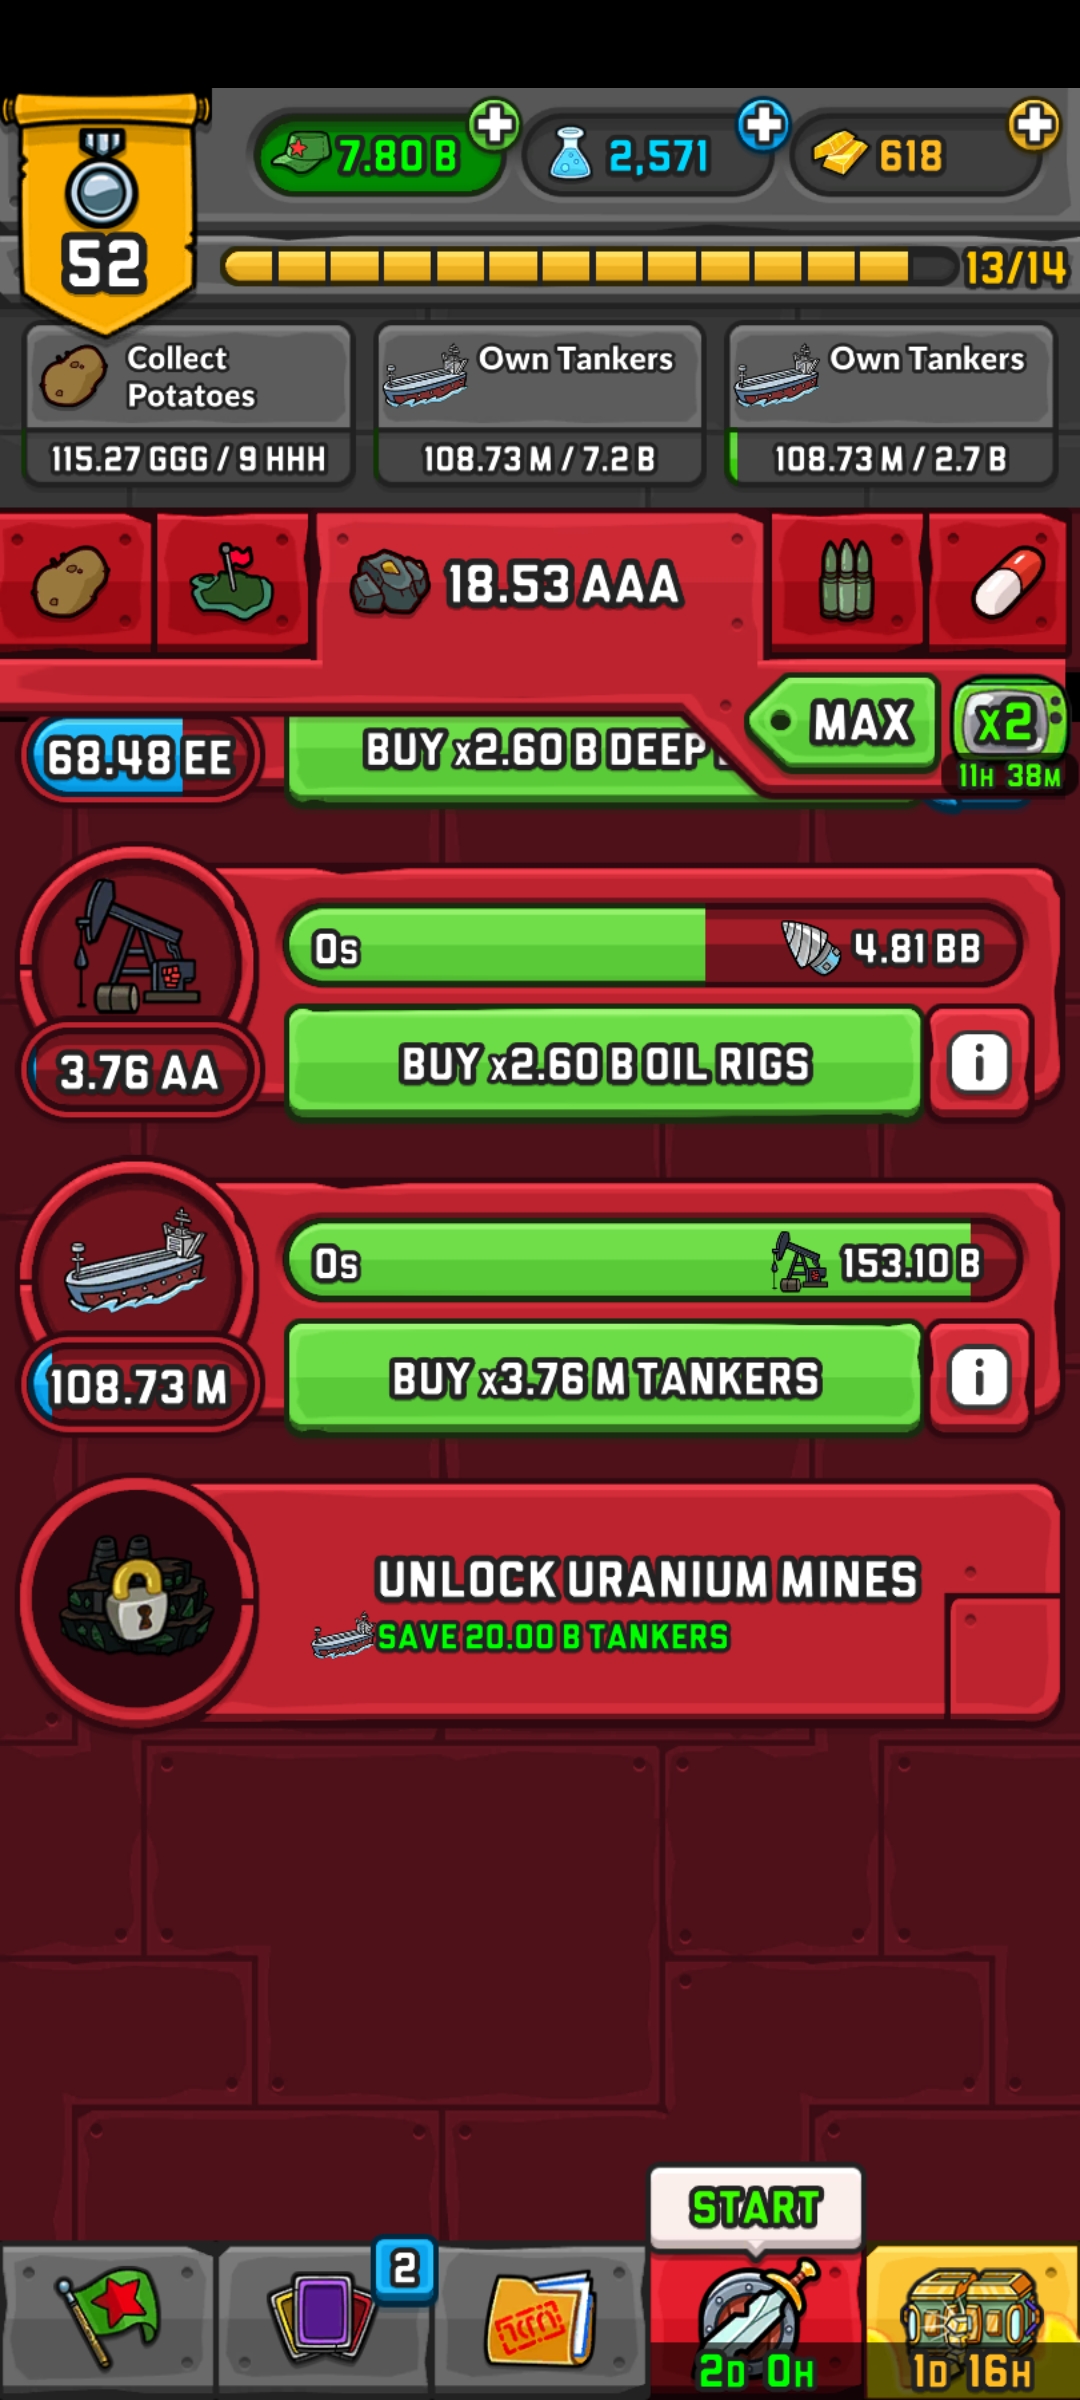 7.80 B
2,571
618
52
13/14
Collect
Potatoes
115.27 GGG / 9 HHH
Own Tankers
108.73 M / 7.2 B
Own Tankers
108.73 M / 2.7 B
18.53 AAA
MAX
x2
11H 38M
68.48 EE
BUY x2.60 B DEEP
0s
4.81 BB
3.76 AA
BUY x2.60 B OIL RIGS
i
0s
153.10 B
108.73 M
BUY x3.76 M TANKERS
i
UNLOCK URANIUM MINES
SAVE 20.00 B TANKERS
START
2
2D 0H
1D 16H